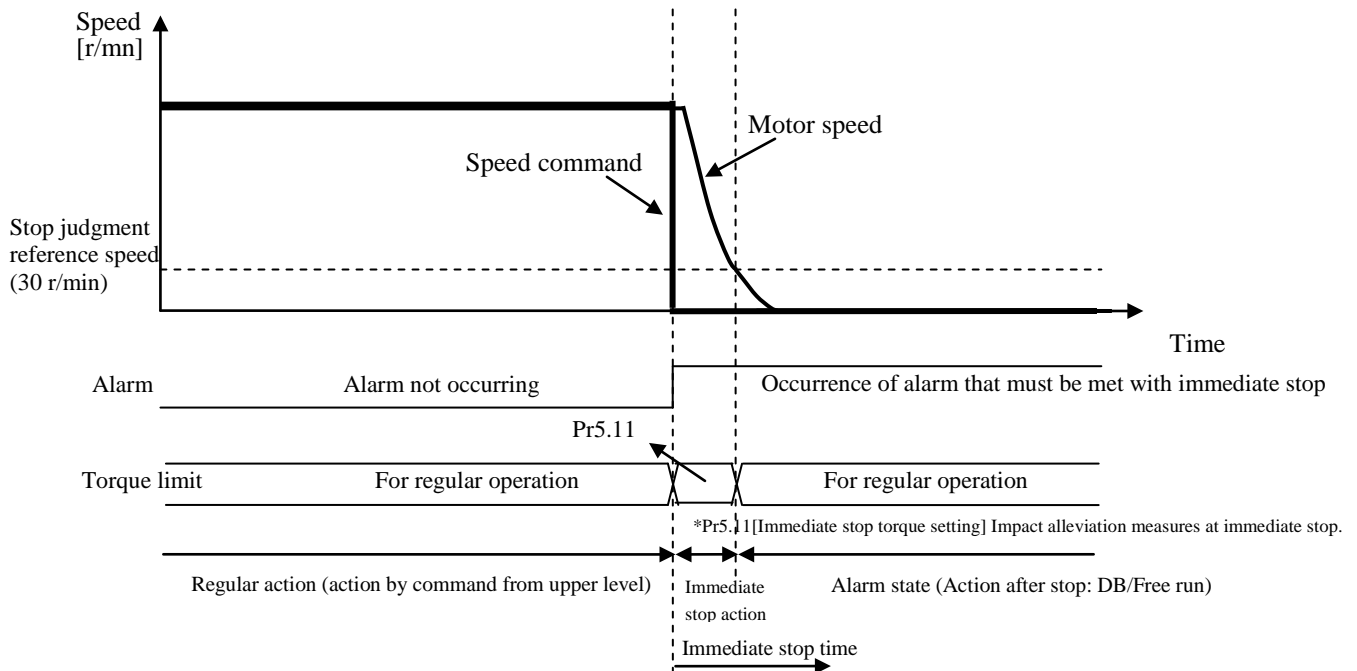 Speed
[r/mn]
Motor speed
Speed command
Stop judgment
reference speed
(30 r/min)
Time
Alarm
Alarm not occurring
Occurrence of alarm that must be met with immediate stop
Pr5.11
Torque limit
For regular operation
For regular operation
*Pr5.11[Immediate stop torque setting] Impact alleviation measures at immediate stop.
Regular action (action by command from upper level)
Immediate
stop action
Alarm state (Action after stop: DB/Free run)
Immediate stop time